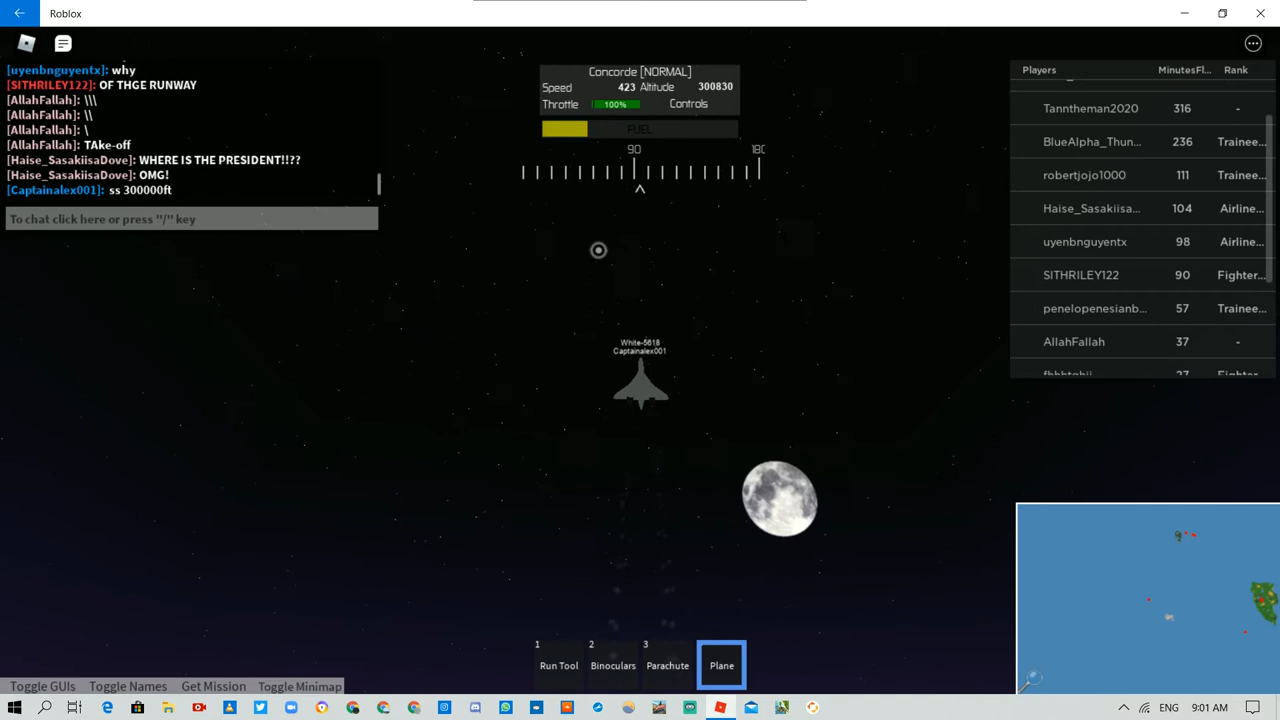 Roblox
[uyenbnguyentx]: why
[SITHRILEY122]: OF THGE RUNWAY
[AllahFallah]: \\\
[AllahFallah]: \\
[AllahFallah]: \
[AllahFallah]: TAke-off
[Haise_SasakiisaDove]: WHERE IS THE PRESIDENT!!??
[Haise_SasakiisaDove]: OMG!
[Captainalex001]: ss 300000ft
To chat click here or press "/" key
Concorde [NORMAL]
Speed 423 Altitude 300830
Throttle 100% Controls
FUEL
90 180
White-5618
Captainalex001
Players MinutesFl... Rank
Tanntheman2020 316 -
BlueAlpha_Thun... 236 Trainee...
robertjojo1000 111 Trainee...
Haise_Sasakiisa... 104 Airline...
uyenbnguyentx 98 Airline...
SITHRILEY122 90 Fighter...
penelopenesianb... 57 Trainee...
AllahFallah 37 -
27 Fighter
1 2 3
Run Tool Binoculars Parachute Plane
Toggle GUIs Toggle Names Get Mission Toggle Minimap
ENG 9:01 AM